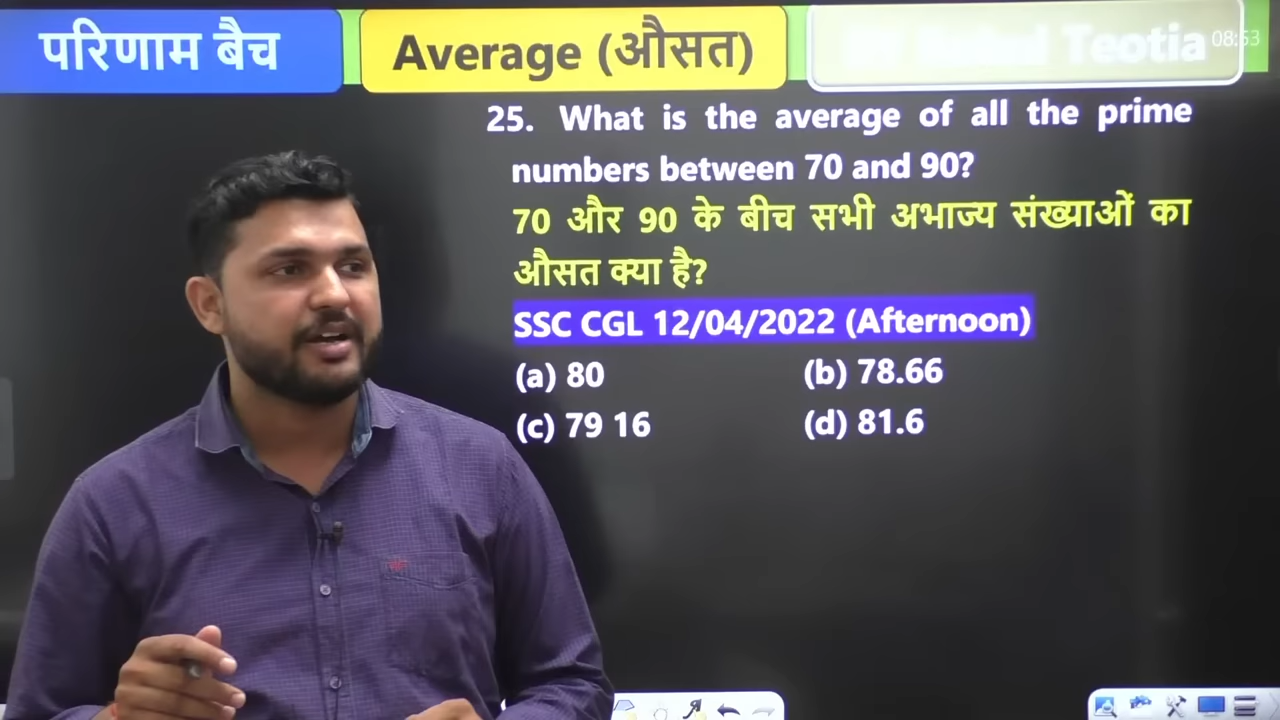 परिणाम बैच
Average (औसत)
Teotia
08:53
25. What is the average of all the prime
numbers between 70 and 90?
70 और 90 के बीच सभी अभाज्य संख्याओं का
औसत क्या है?
SSC CGL 12/04/2022 (Afternoon)
(a) 80 (b) 78.66
(c) 79 16 (d) 81.6